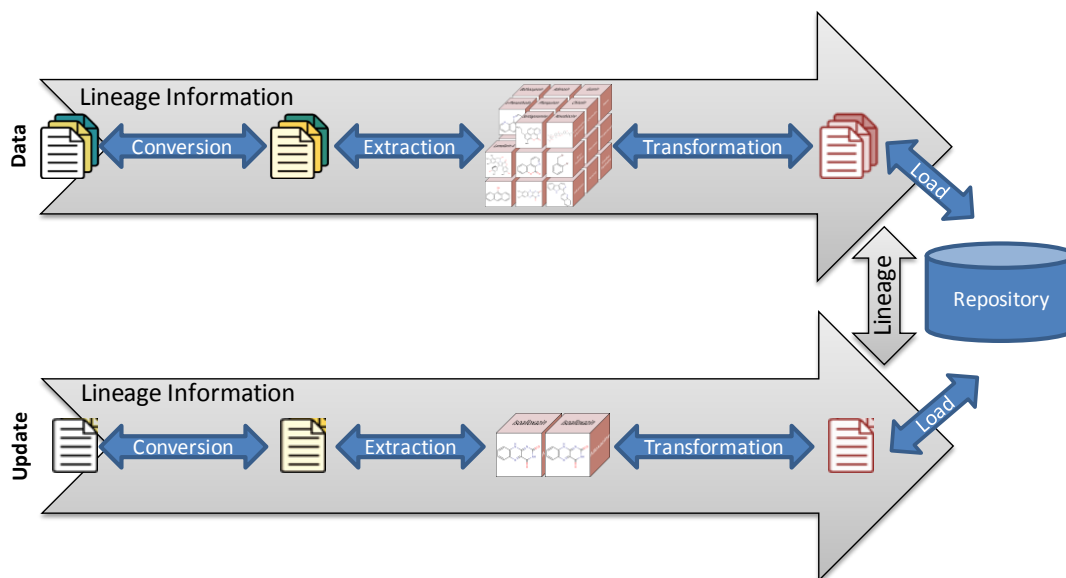 Lineage Information
Data
Conversion
Extraction
Transformation
Load
Lineage
Repository
Lineage Information
Update
Conversion
Extraction
Transformation
Load